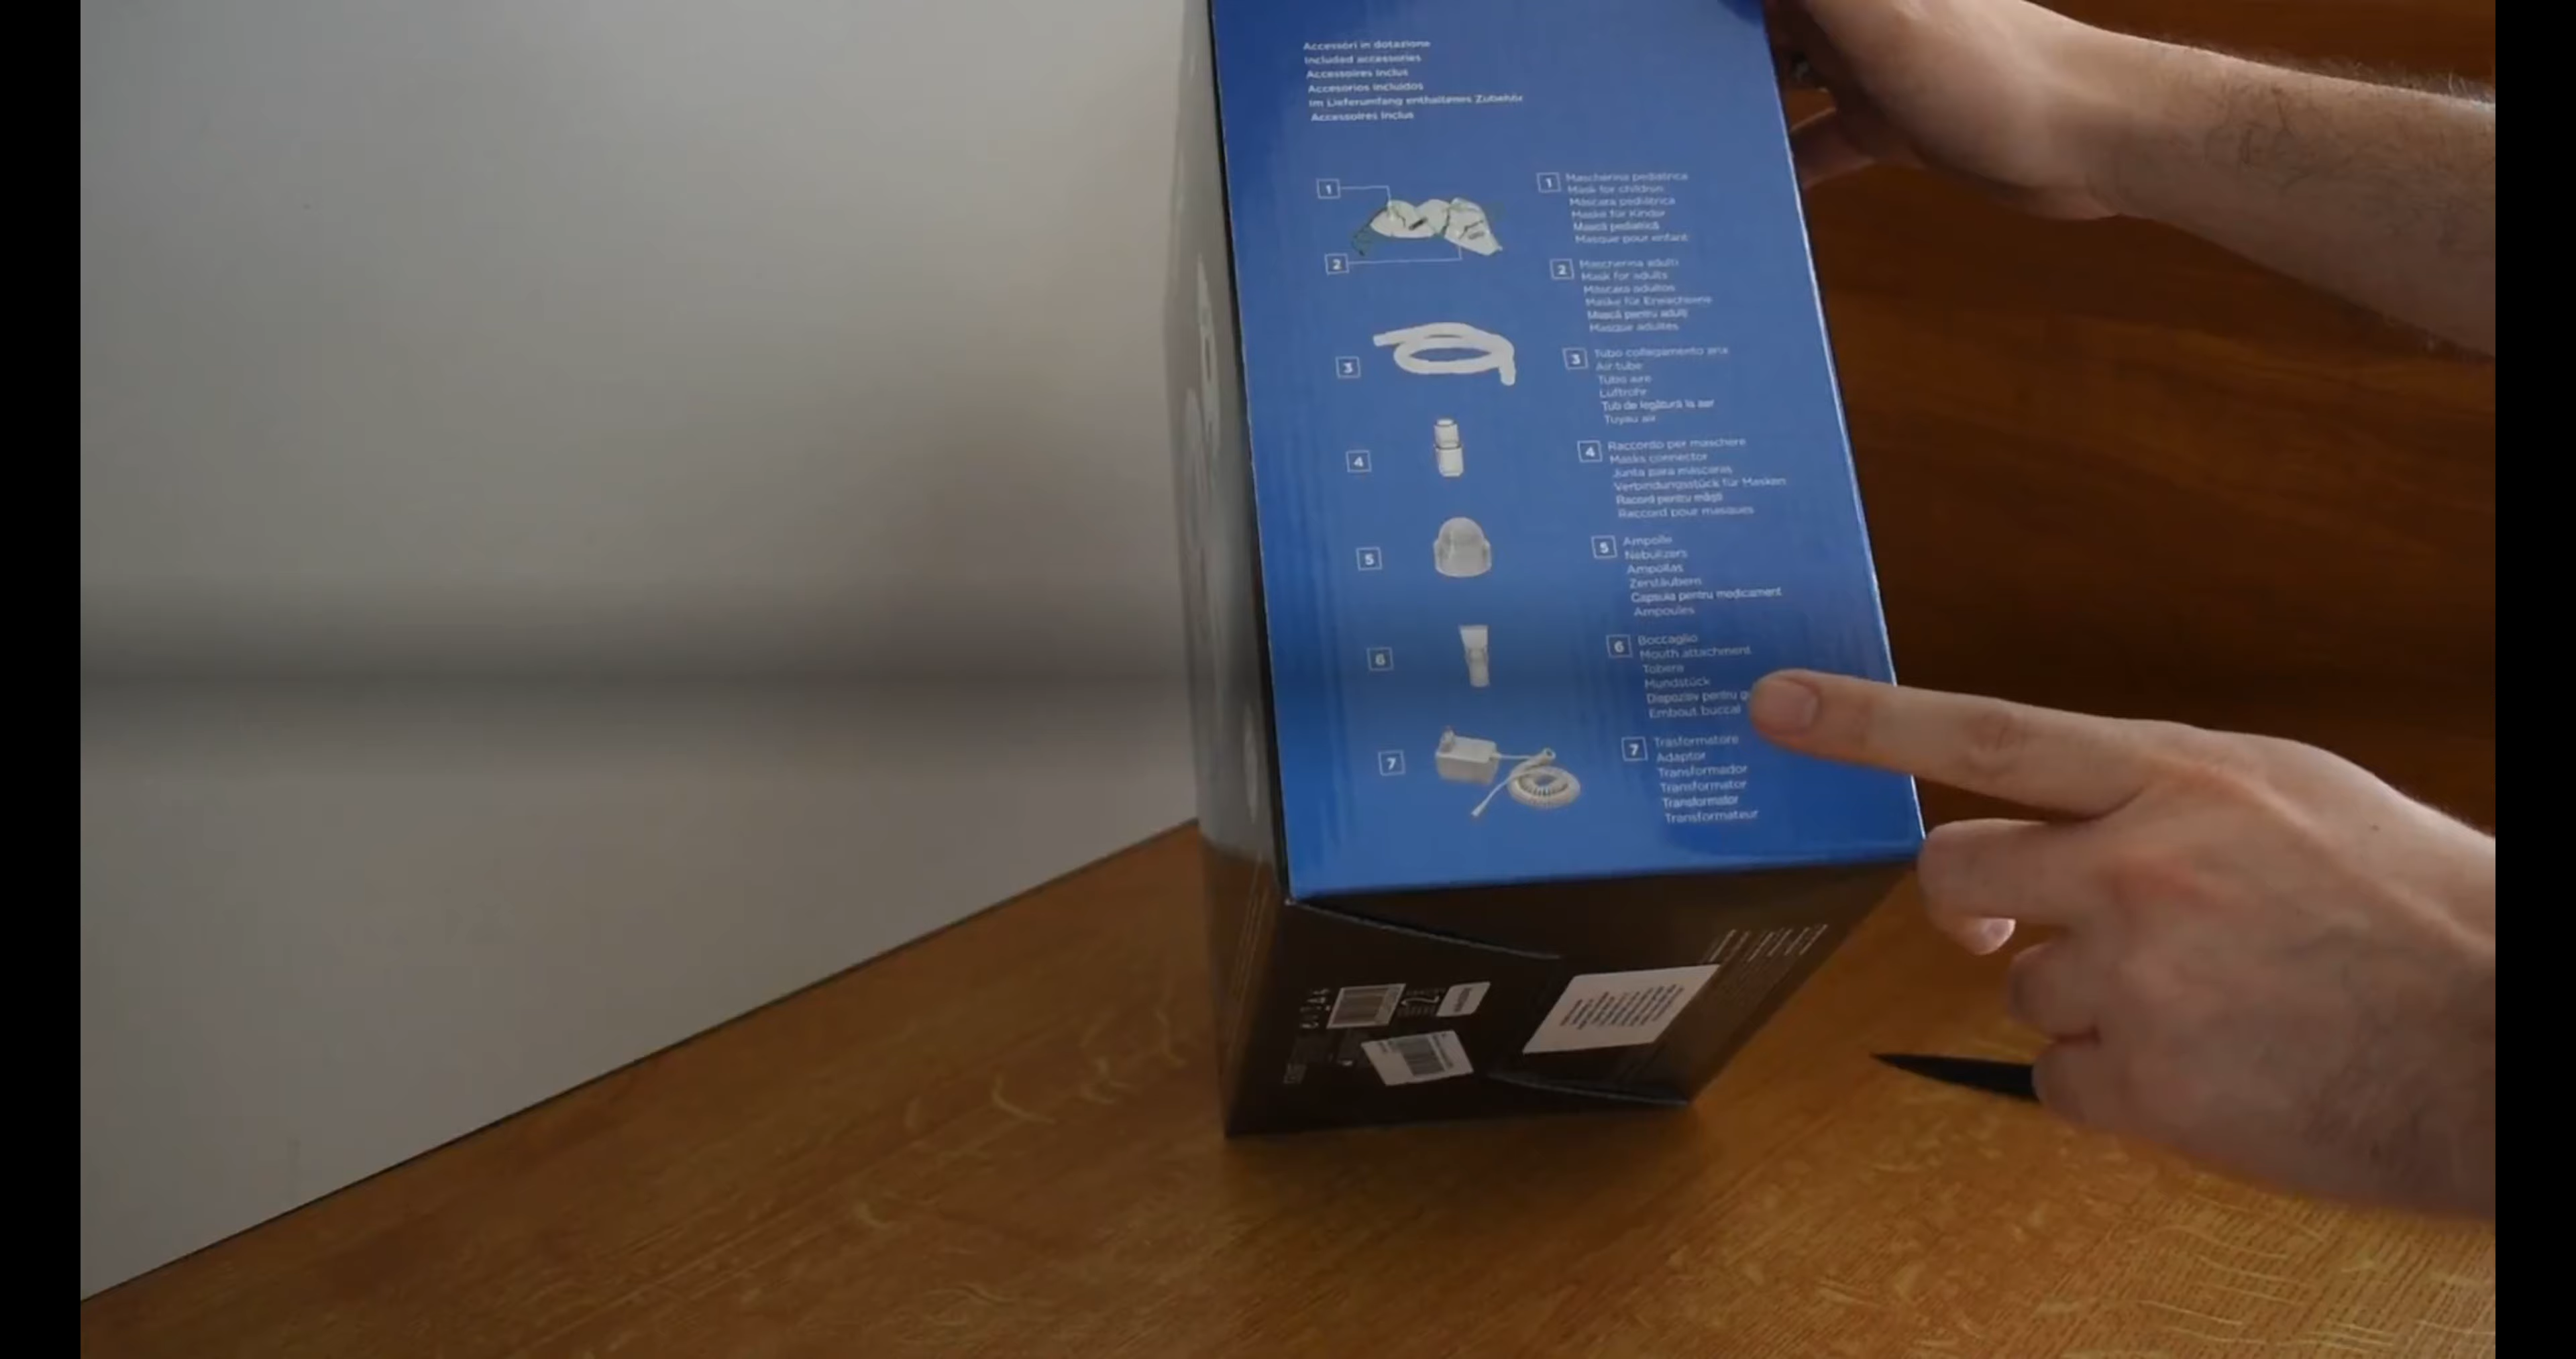 Accessori in dotazione
Included accessories
Accessoires Inclus
Accesorios incluidos
Im Lieferumfang enthaltenes Zubehör
Accessoires Inclus
1
2
3
4
5
6
7
1 Mascherina pediatrica
Mask for children
Máscara pediátrica
Maske für Kinder
Mască pediatrică
Masque pour enfant
2 Mascherina adulti
Mask for adults
Máscara adultos
Maske für Erwachsene
Mască pentru adulți
Masque adultes
3 Tubo collegamento aria
Air tube
Tubo aire
Luftrohr
Tub de legătură la aer
Tuyau air
4 Raccordo per maschere
Masks connector
Junta para máscaras
Verbindungsstück für Masken
Racord pentru măști
Raccord pour masques
5 Ampolle
Nebulizers
Ampollas
Zerstäubern
Capsula pentru medicament
Ampoules
6 Boccaglio
Mouth attachment
Tobera
Mundstück
Dispozitiv pentru
Embout buccal
7 Trasformatore
Adaptor
Transformador
Transformator
Transformator
Transformateur